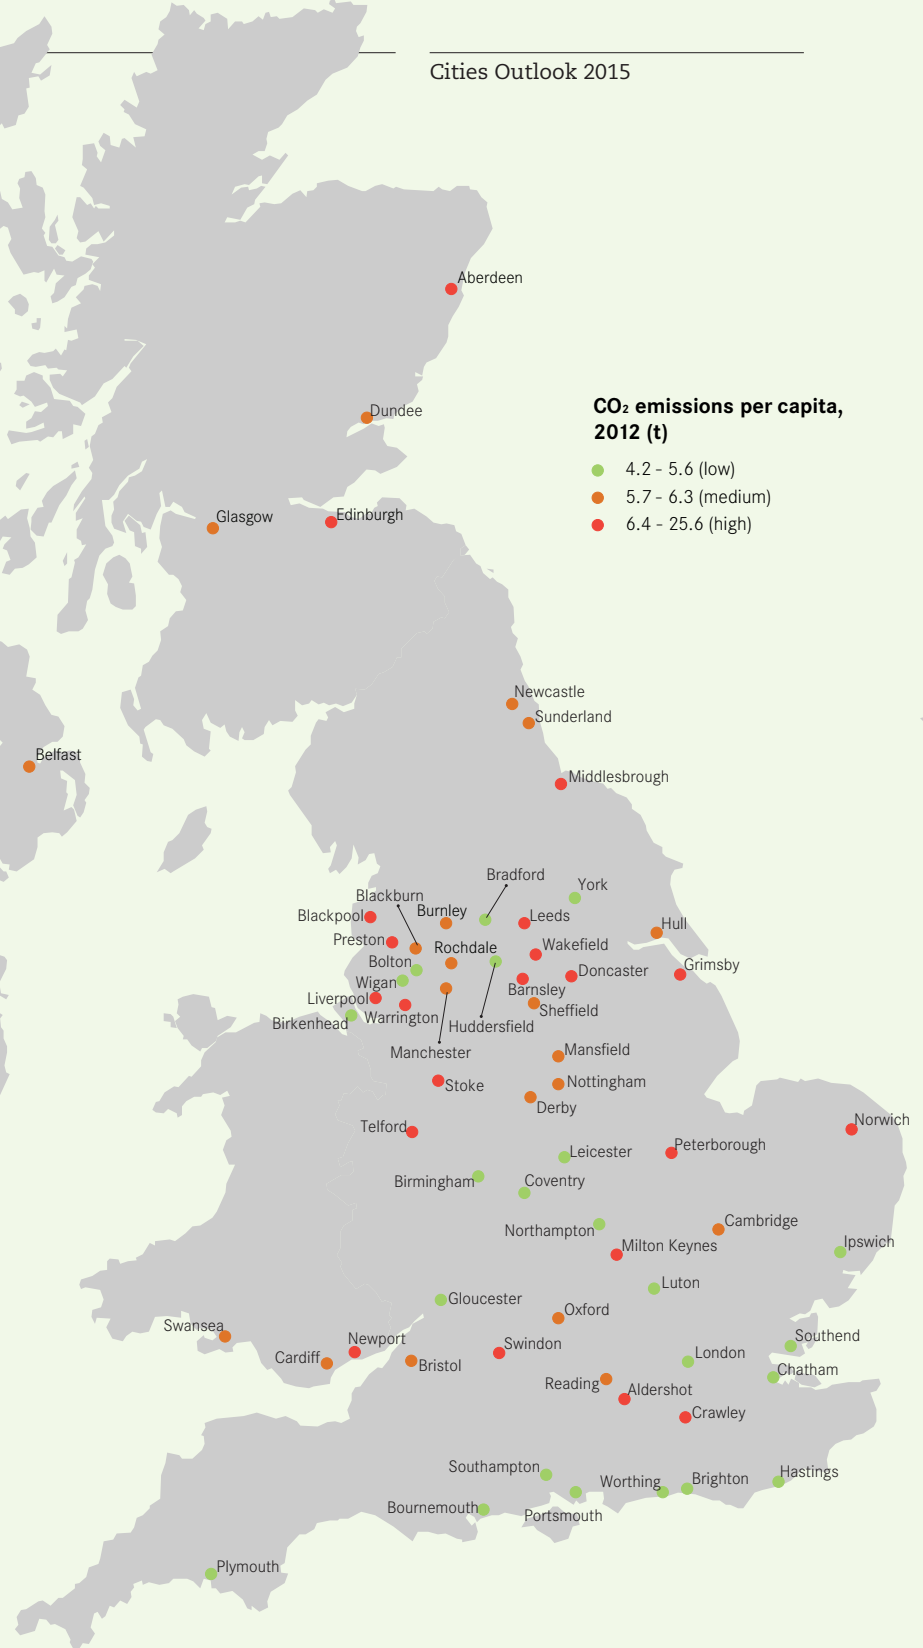 Cities Outlook 2015
Aberdeen
CO₂ emissions per capita,
2012 (t)
4.2 - 5.6 (low)
5.7 - 6.3 (medium)
6.4 - 25.6 (high)
Dundee
Glasgow
Edinburgh
Newcastle
Sunderland
Belfast
Middlesbrough
Bradford
York
Blackburn
Burnley
Blackpool
Leeds
Hull
Preston
Rochdale
Wakefield
Bolton
Doncaster
Grimsby
Wigan
Barnsley
Liverpool
Sheffield
Warrington
Birkenhead
Huddersfield
Manchester
Mansfield
Stoke
Nottingham
Derby
Telford
Norwich
Peterborough
Leicester
Birmingham
Coventry
Northampton
Cambridge
Milton Keynes
Ipswich
Luton
Gloucester
Oxford
Swansea
Newport
Swindon
Southend
London
Cardiff
Bristol
Chatham
Reading
Aldershot
Crawley
Southampton
Worthing
Brighton
Hastings
Bournemouth
Portsmouth
Plymouth